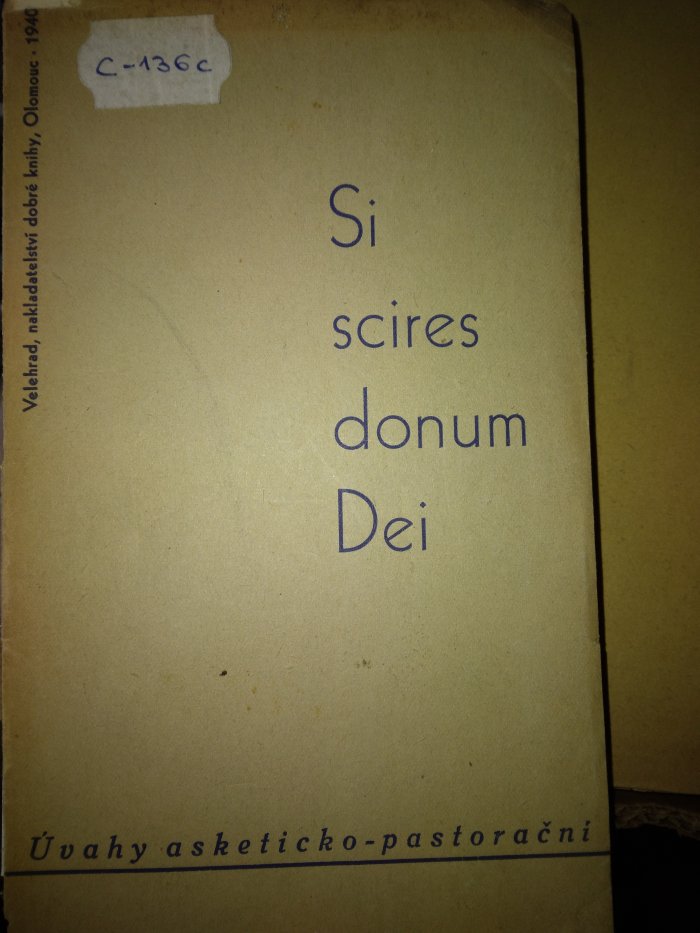 C-136c
Velehrad, nakladatelství dobré knihy, Olomouc · 1940
Si
scires
donum
Dei
Úvahy asketicko-pastorační